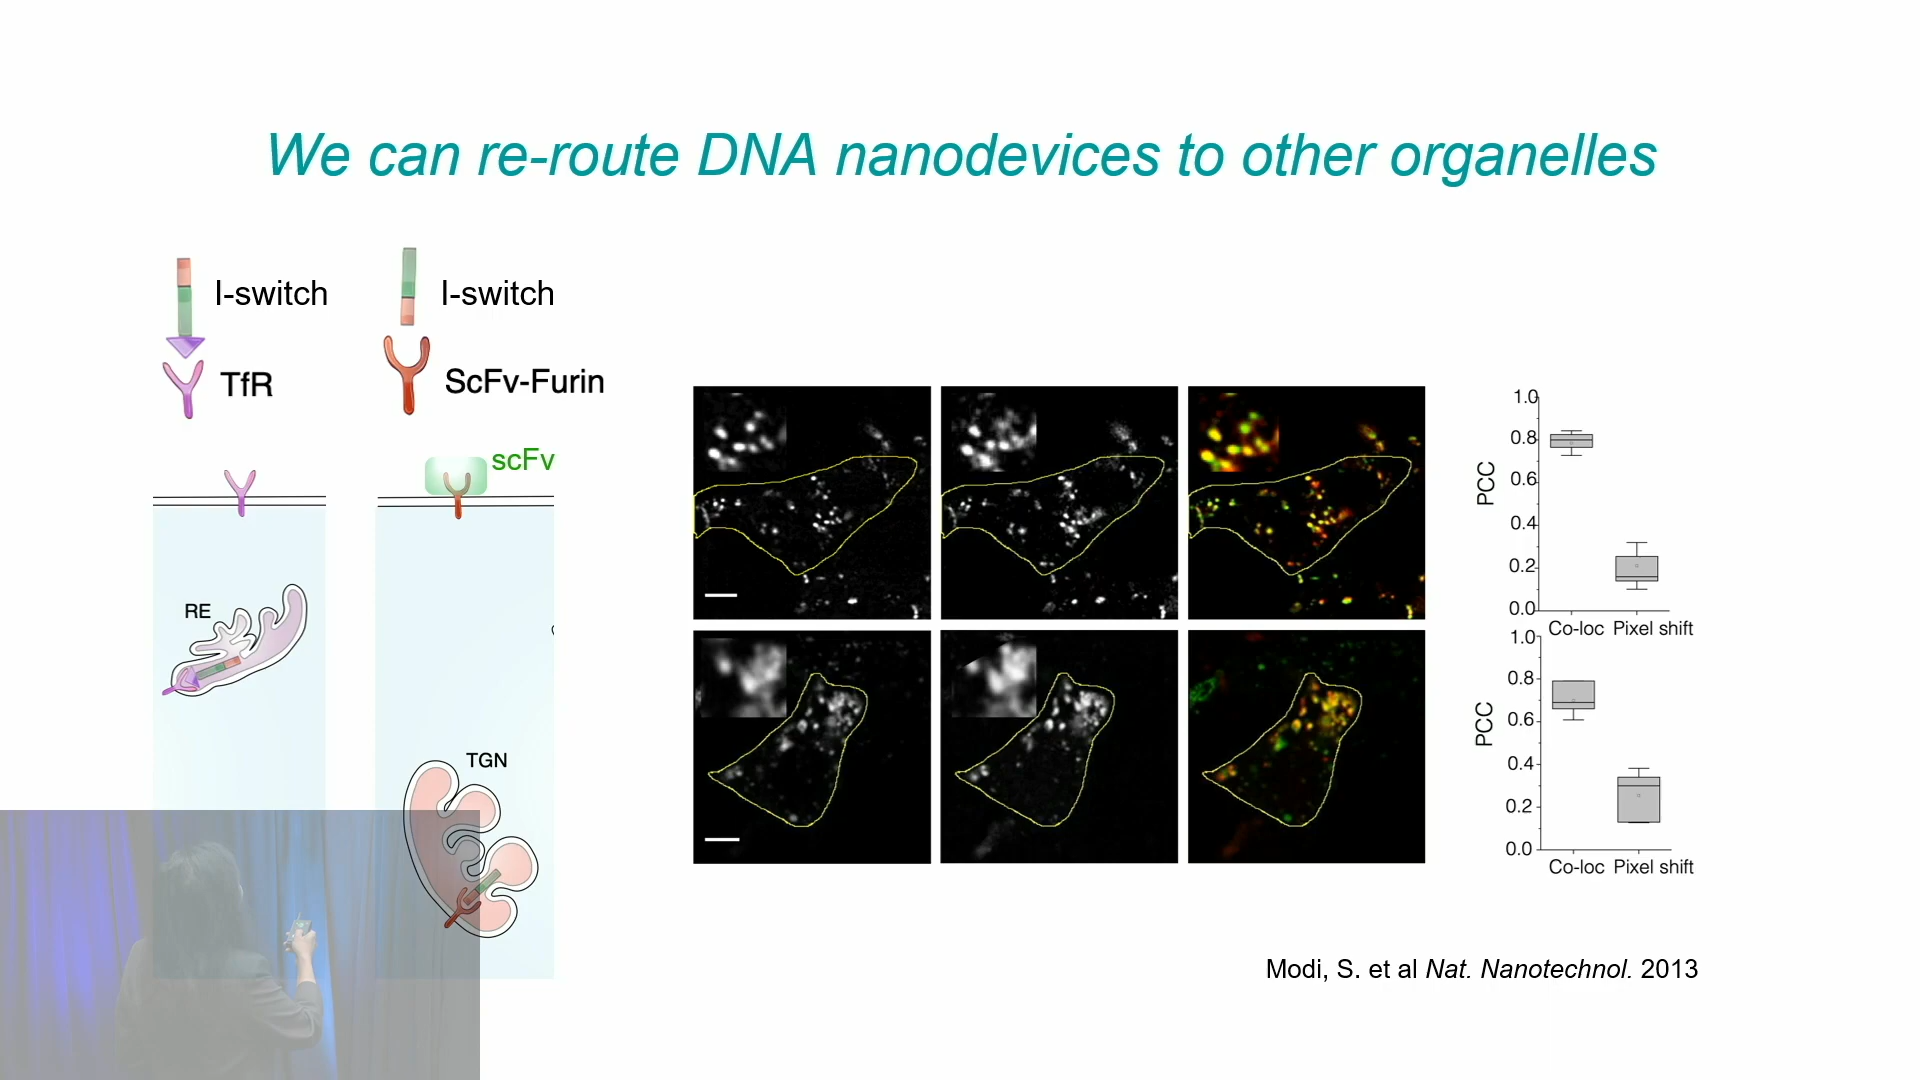 We can re-route DNA nanodevices to other organelles
I-switch
I-switch
TfR
ScFv-Furin
scFv
RE
TGN
1.0
0.8
0.6
0.4
0.2
0.0
PCC
Co-loc Pixel shift
1.0
0.8
0.6
0.4
0.2
0.0
PCC
Co-loc Pixel shift
Modi, S. et al Nat. Nanotechnol. 2013